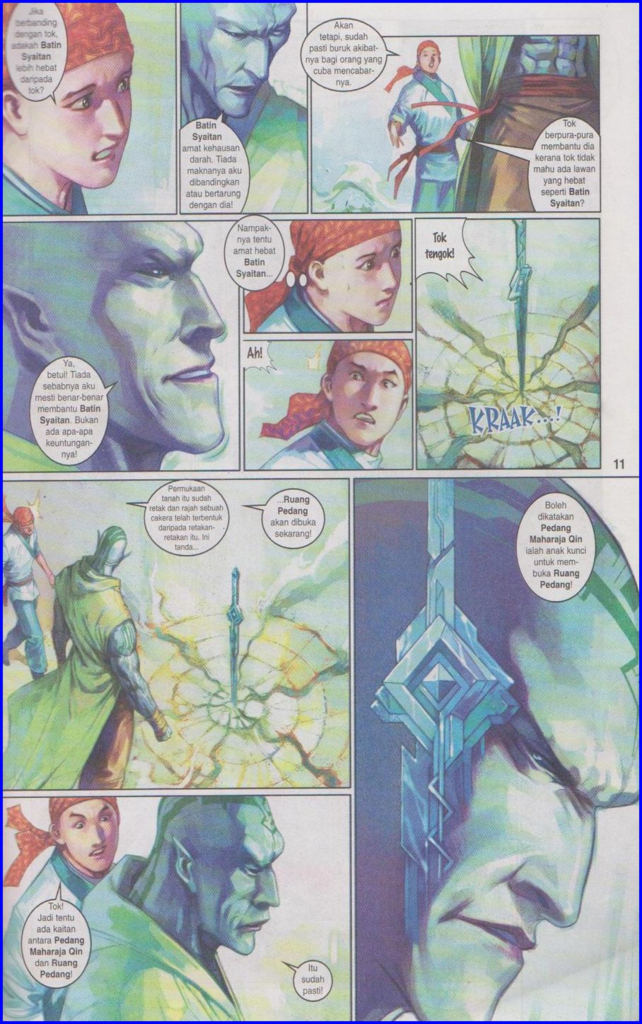 Jika
berbanding
dengan tok,
adakah Batin
Syaitan
lebih hebat
daripada
tok?
Batin
Syaitan
amat kehausan
darah. Tiada
maknanya aku
dibandingkan
atau bertarung
dengan dia!
Akan
tetapi, sudah
pasti buruk akibat-
nya bagi orang yang
cuba mencabar-
nya.
Tok
berpura-pura
membantu dia
kerana tok tidak
mahu ada lawan
yang hebat
seperti Batin
Syaitan?
Ya,
betul! Tiada
sebabnya aku
mesti benar-benar
membantu Batin
Syaitan. Bukan
ada apa-apa
keuntungan-
nya!
Nampak-
nya tentu
amat hebat
Batin
Syaitan...
Ah!
Tok
tengok!
KRAAK...!
11
Permukaan
tanah itu sudah
retak dan rajah sebuah
cakera telah terbentuk
daripada retakan-
retakan itu. Ini
tanda...
...Ruang
Pedang
akan dibuka
sekarang!
Boleh
dikatakan
Pedang
Maharaja Qin
ialah anak kunci
untuk mem-
buka Ruang
Pedang!
Tok!
Jadi tentu
ada kaitan
antara Pedang
Maharaja Qin
dan Ruang
Pedang!
Itu
sudah
pasti!